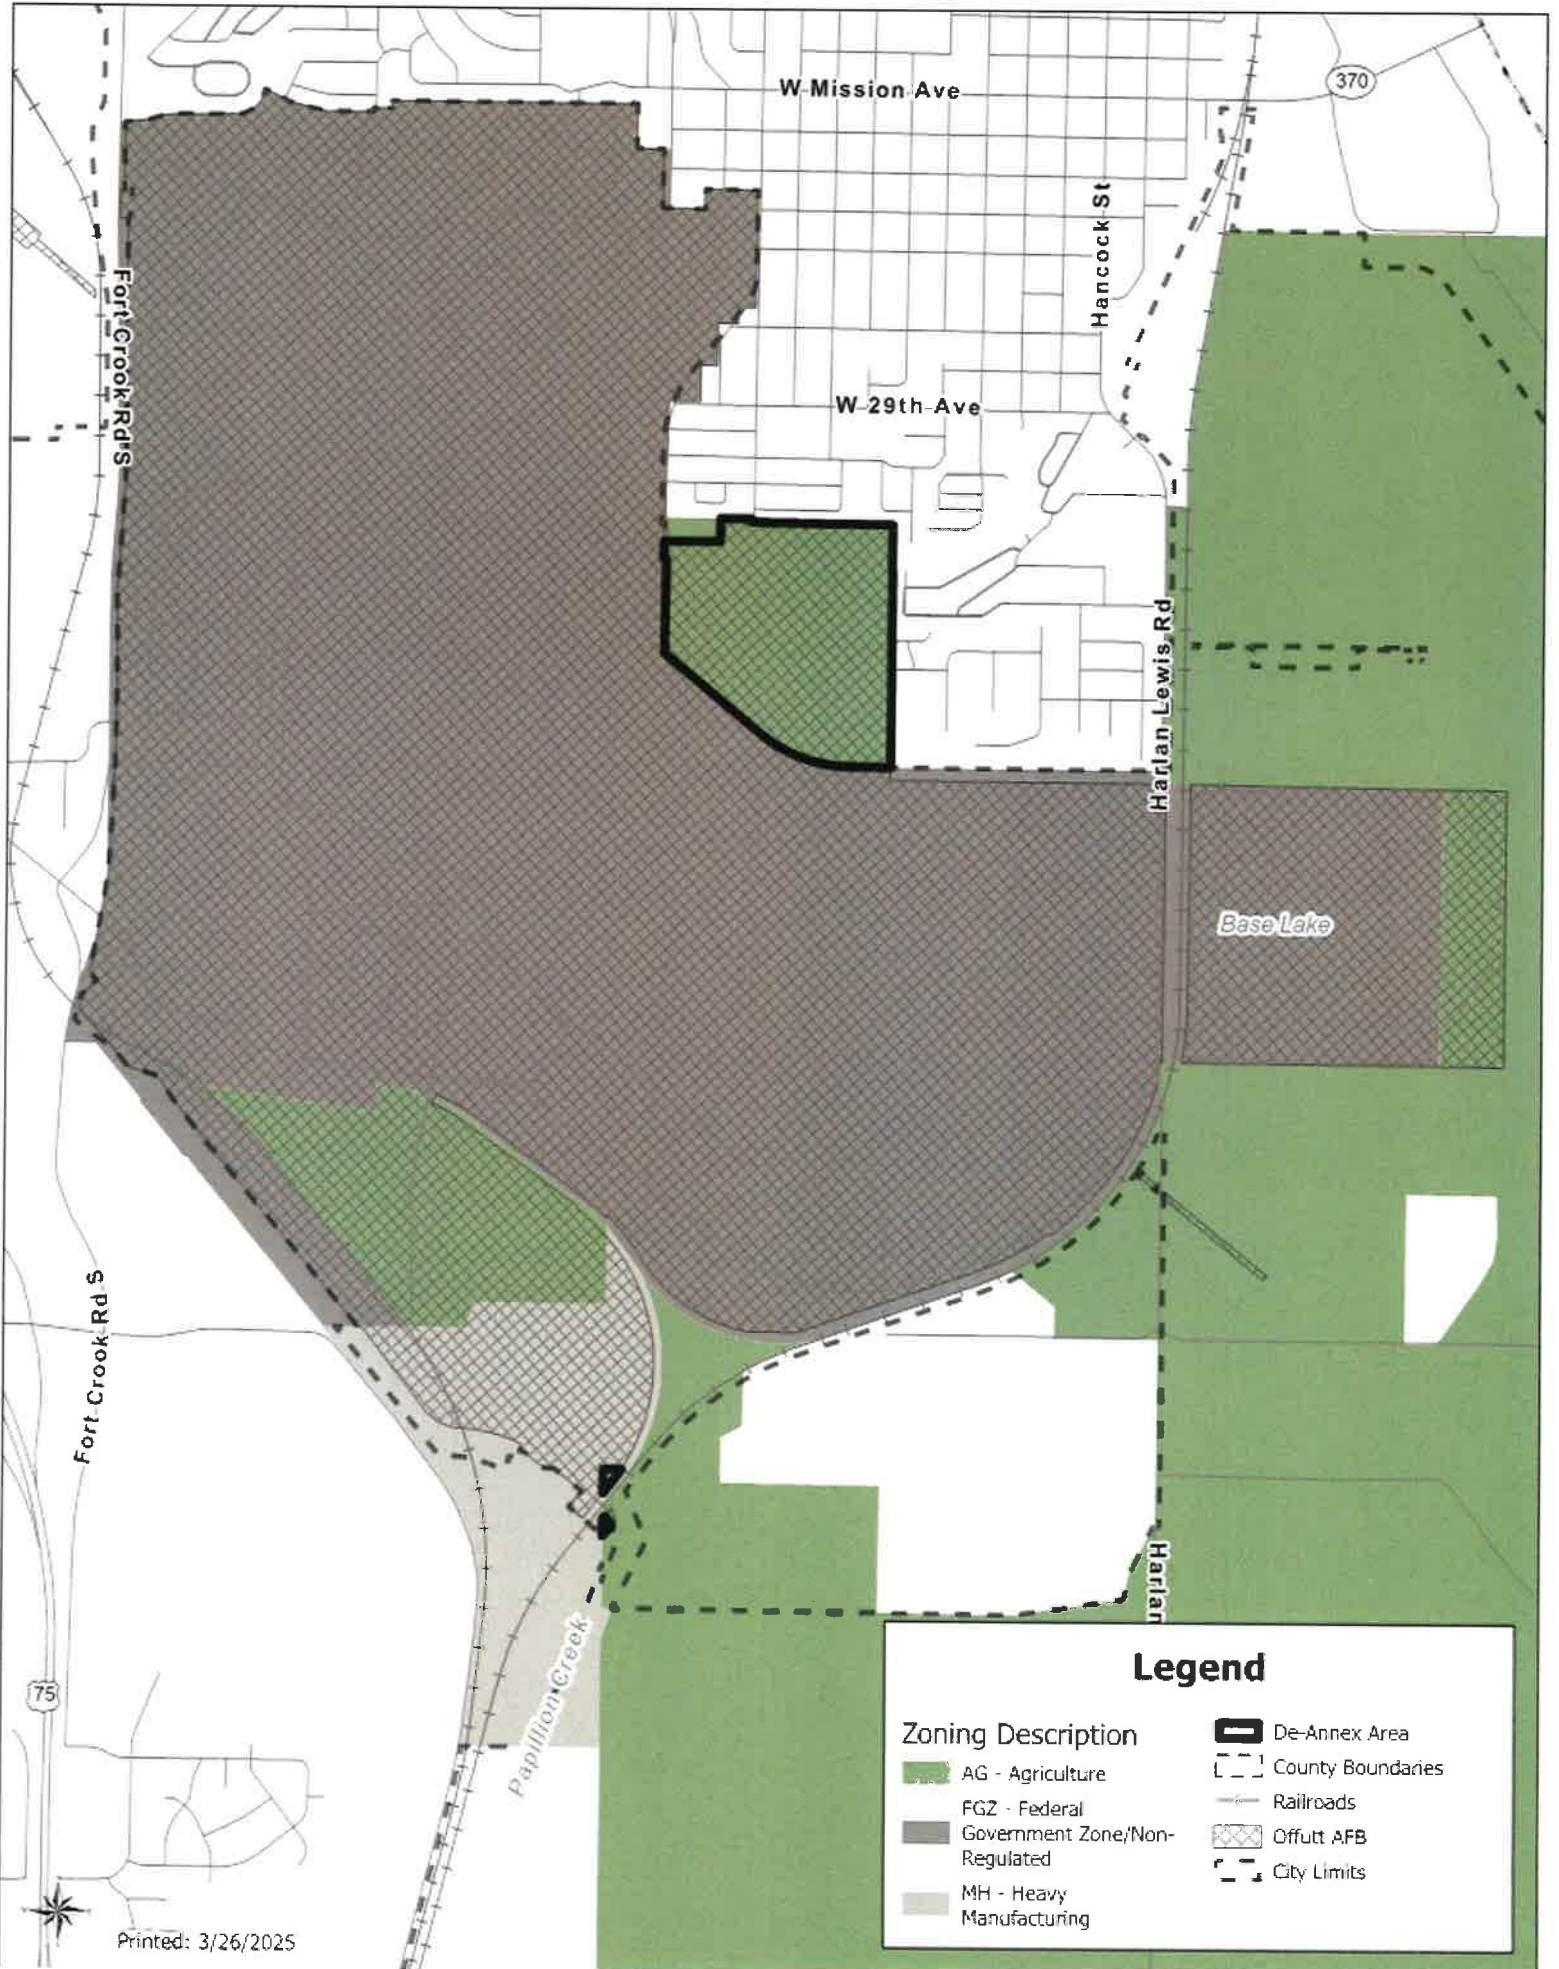 W Mission Ave
370
Hancock St
Fort Crook Rd S
W 29th Ave
Harlan Lewis Rd
Base Lake
Fort Crook Rd S
Harlan
Papillion Creek
75
Legend
Zoning Description
AG - Agriculture
FGZ - Federal
Government Zone/Non-
Regulated
MH - Heavy
Manufacturing
De-Annex Area
County Boundaries
Railroads
Offutt AFB
City Limits
Printed: 3/26/2025